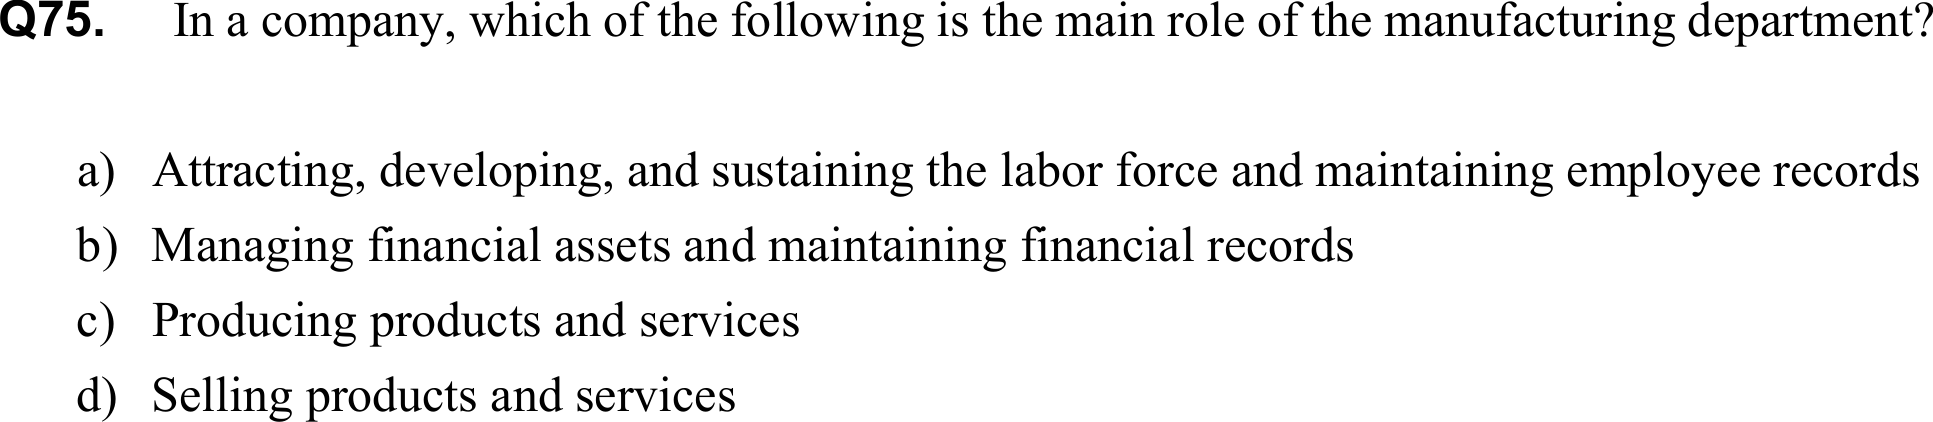 Q75. In a company, which of the following is the main role of the manufacturing department?
a) Attracting, developing, and sustaining the labor force and maintaining employee records
b) Managing financial assets and maintaining financial records
c) Producing products and services
d) Selling products and services